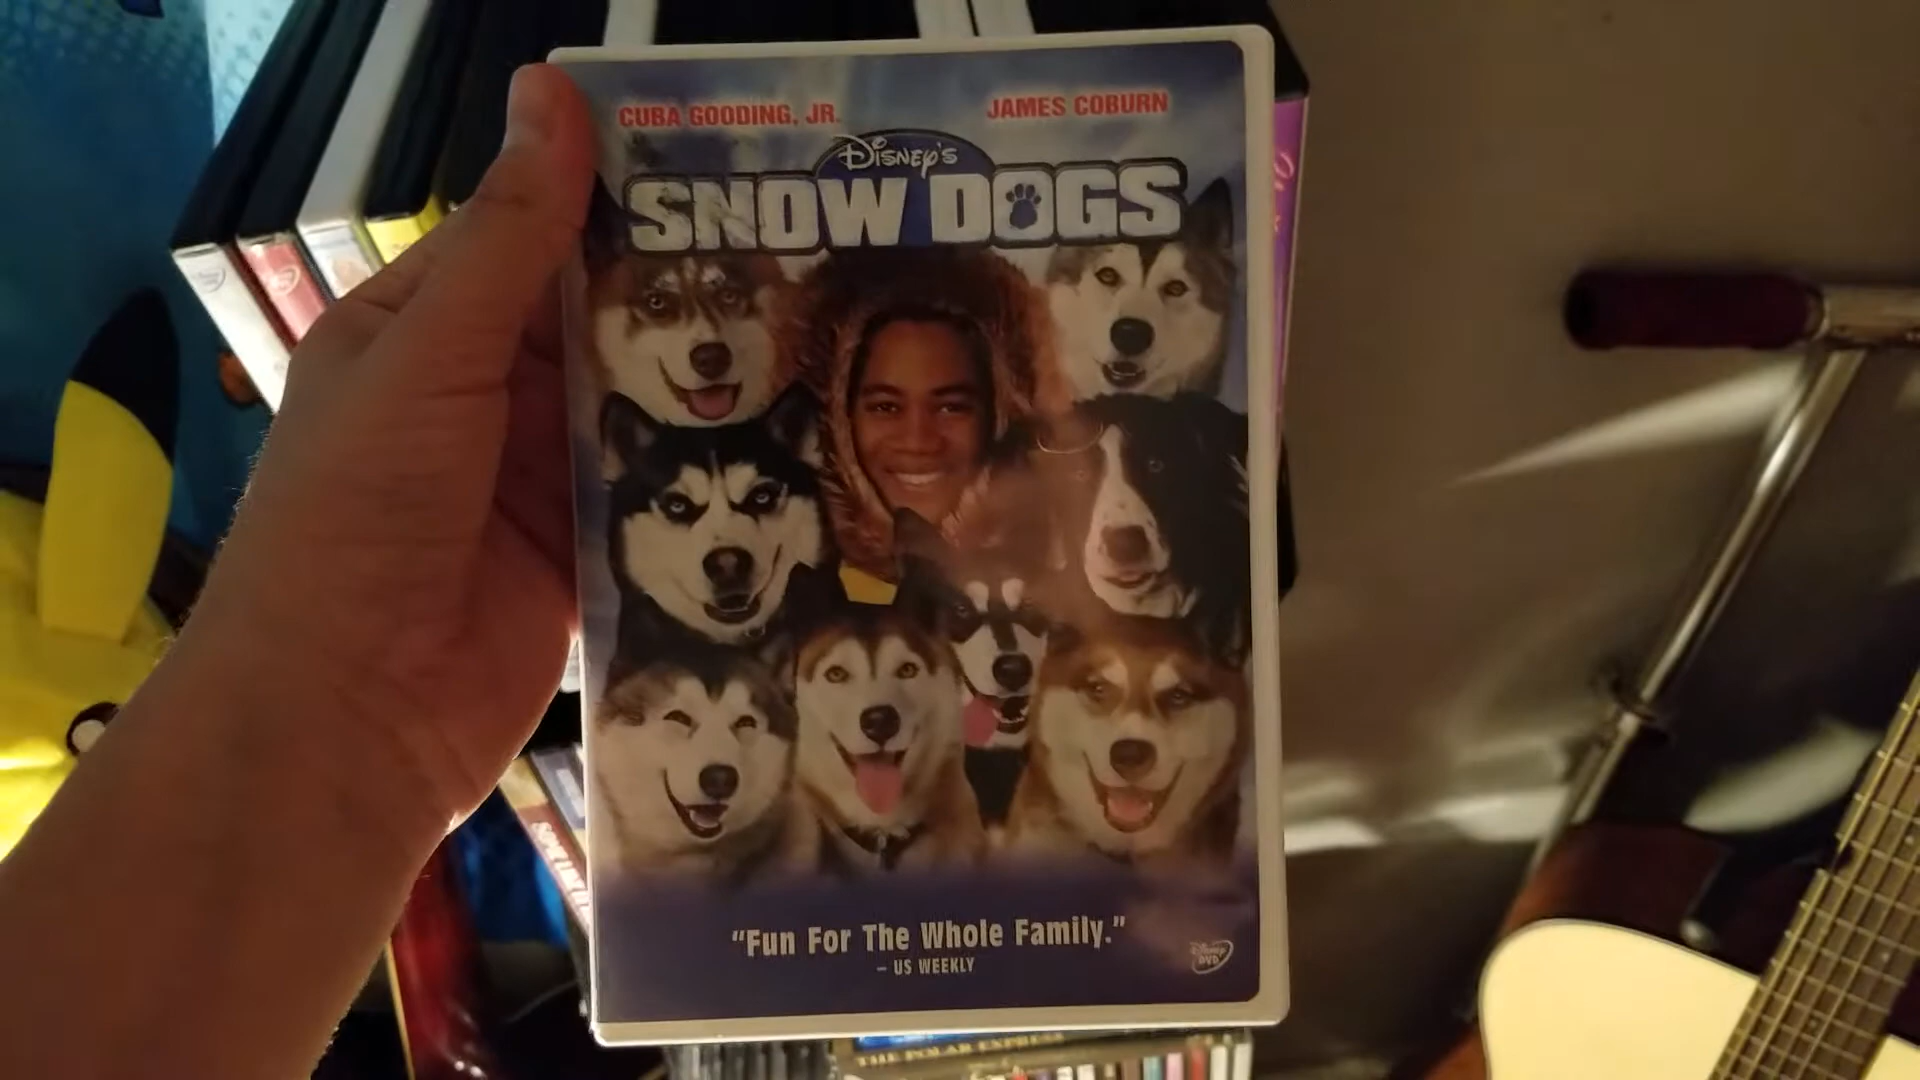 CUBA GOODING, JR.
JAMES COBURN
DISNEY'S
SNOW DOGS
"Fun For The Whole Family."
– US WEEKLY
Disney
DVD
THE POLAR EXPRESS